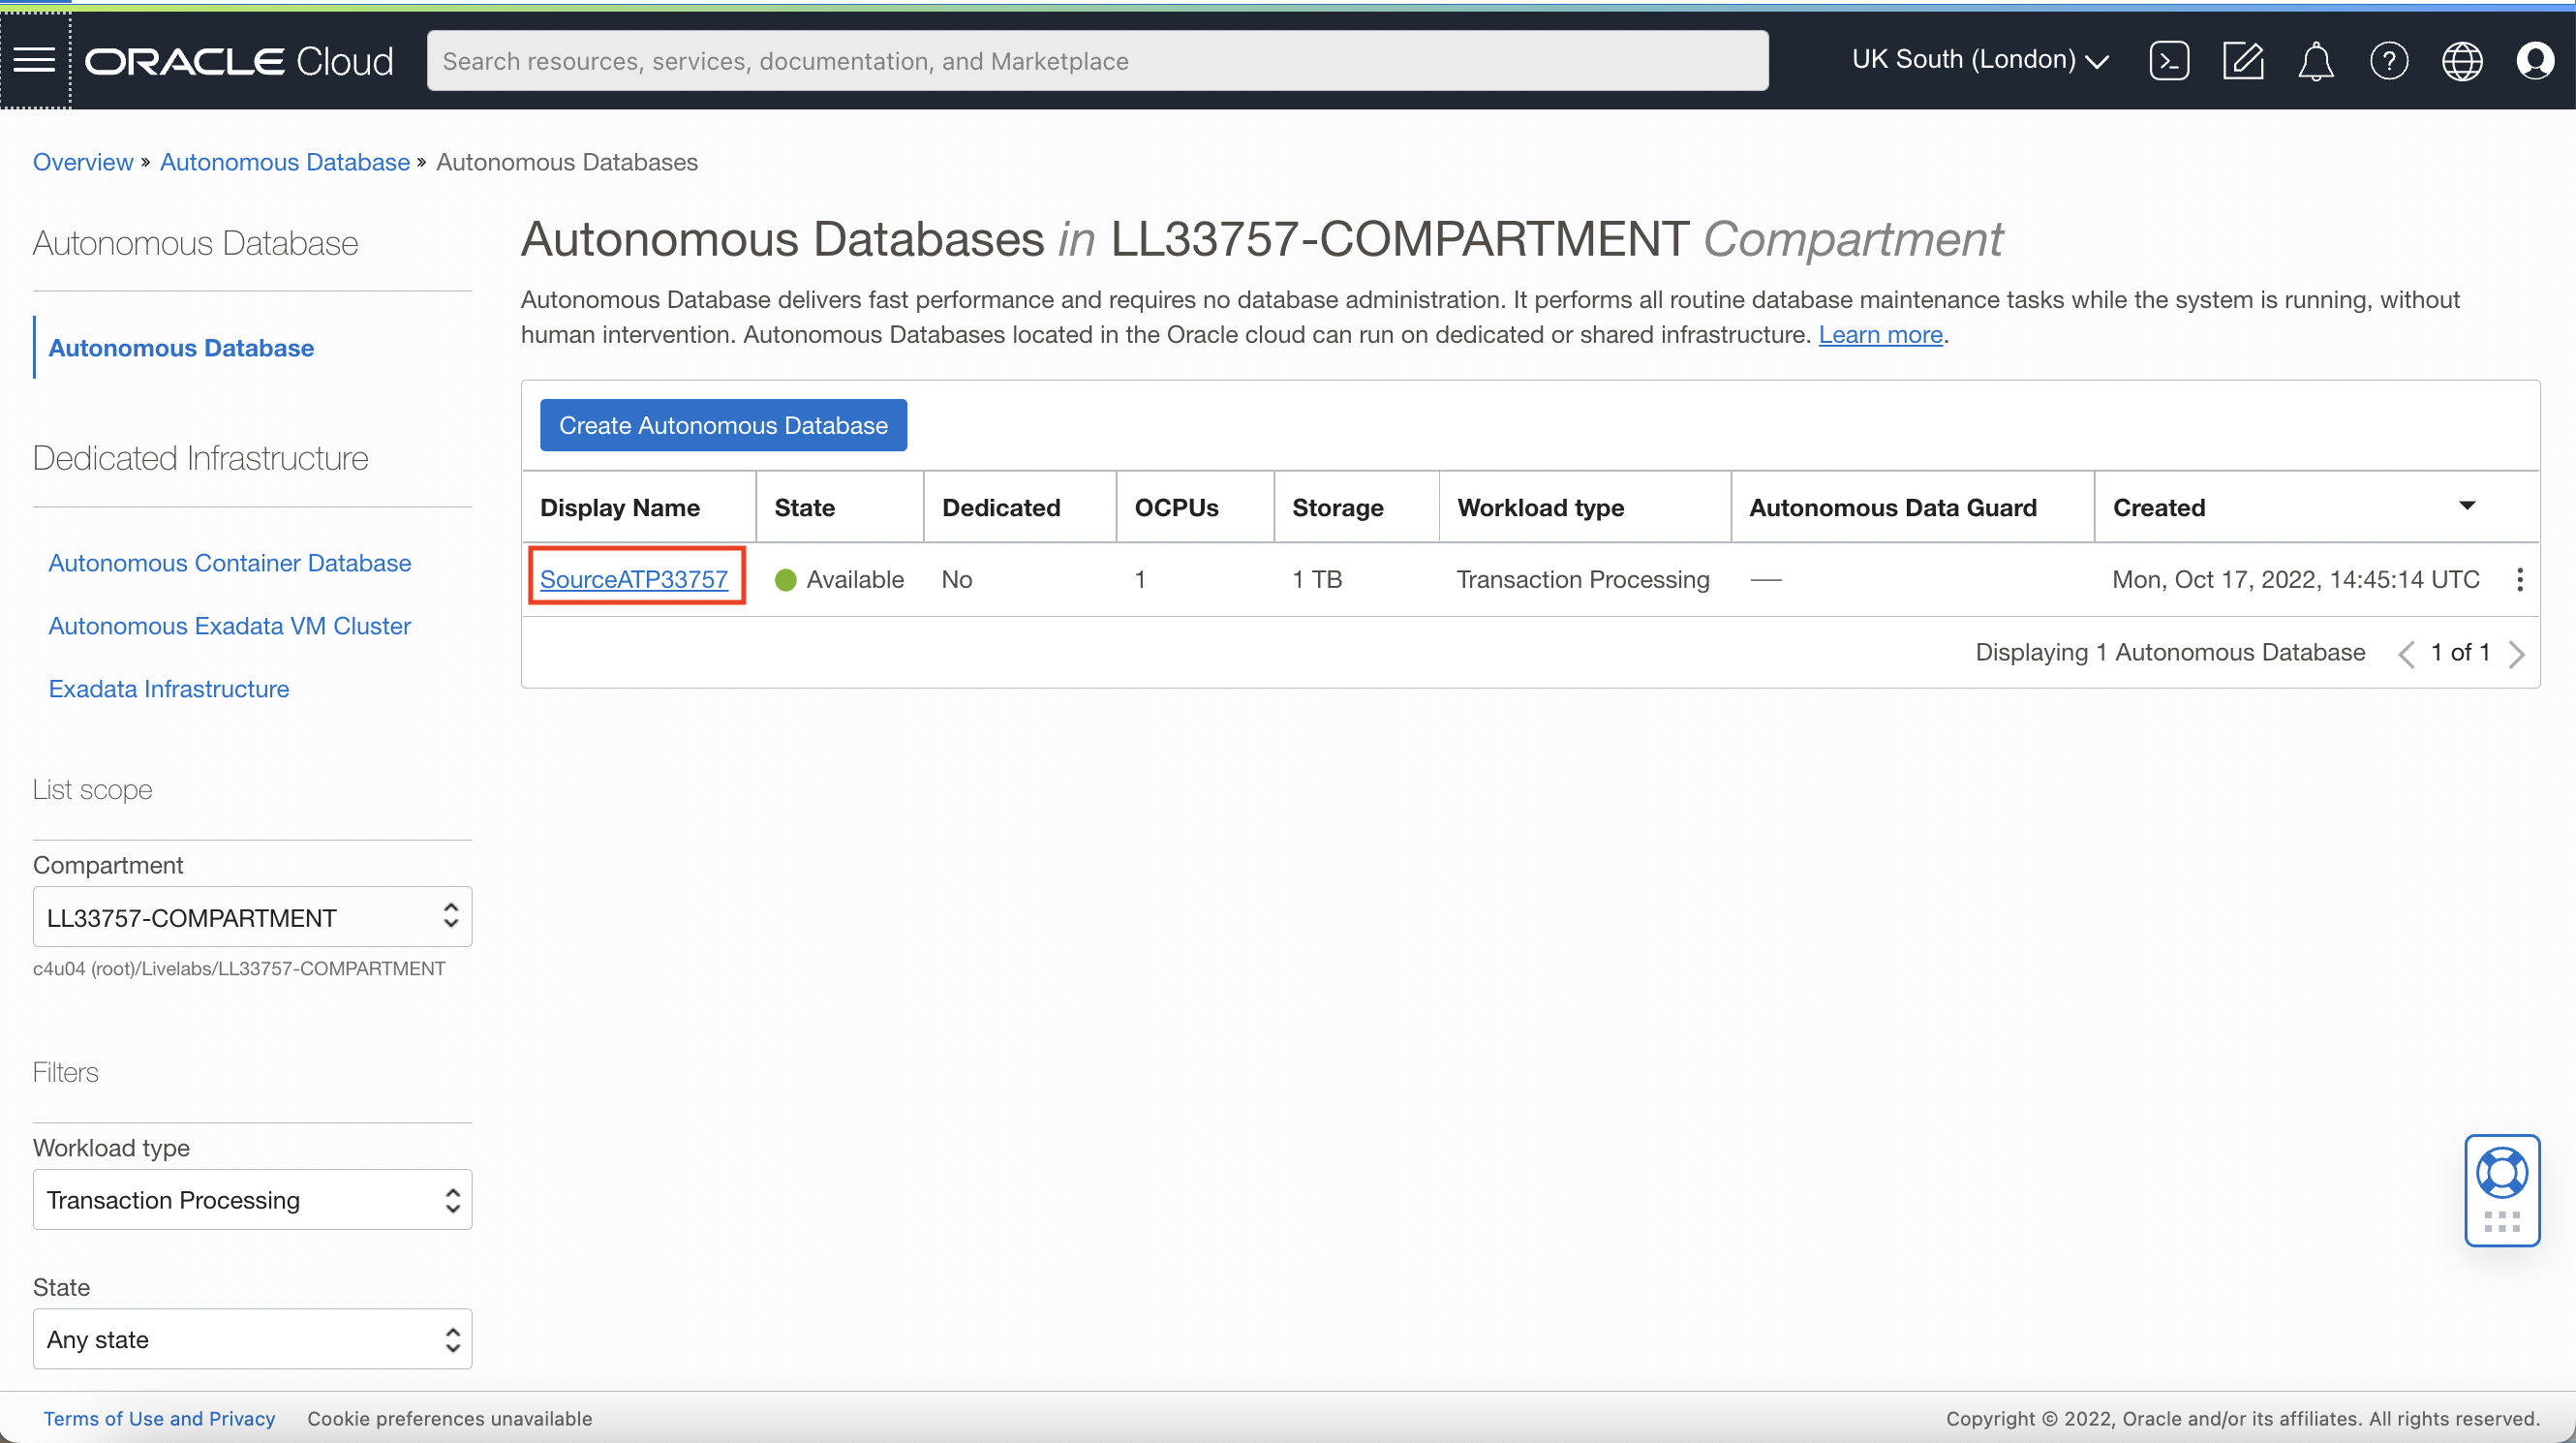 ORACLE Cloud
Search resources, services, documentation, and Marketplace
UK South (London)
Overview » Autonomous Database » Autonomous Databases
Autonomous Database
Autonomous Database
Dedicated Infrastructure
Autonomous Container Database
Autonomous Exadata VM Cluster
Exadata Infrastructure
List scope
Compartment
LL33757-COMPARTMENT
c4u04 (root)/Livelabs/LL33757-COMPARTMENT
Filters
Workload type
Transaction Processing
State
Any state
Autonomous Databases in LL33757-COMPARTMENT Compartment
Autonomous Database delivers fast performance and requires no database administration. It performs all routine database maintenance tasks while the system is running, without
human intervention. Autonomous Databases located in the Oracle cloud can run on dedicated or shared infrastructure. Learn more.
Create Autonomous Database
Display Name State Dedicated OCPUs Storage Workload type Autonomous Data Guard Created
SourceATP33757 Available No 1 1 TB Transaction Processing — Mon, Oct 17, 2022, 14:45:14 UTC
Displaying 1 Autonomous Database 1 of 1
Terms of Use and Privacy Cookie preferences unavailable
Copyright © 2022, Oracle and/or its affiliates. All rights reserved.